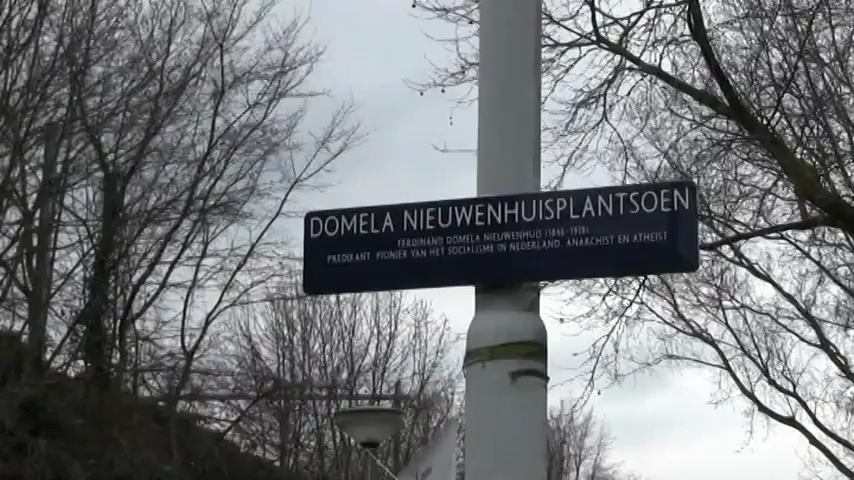 DOMELA NIEUWENHUISPLANTSOEN
FERDINAND DOMELA NIEUWENHUIS (1846-1919)
PREDIKANT PIONIER VAN HET SOCIALISME IN NEDERLAND. ANARCHIST EN ATHEIST